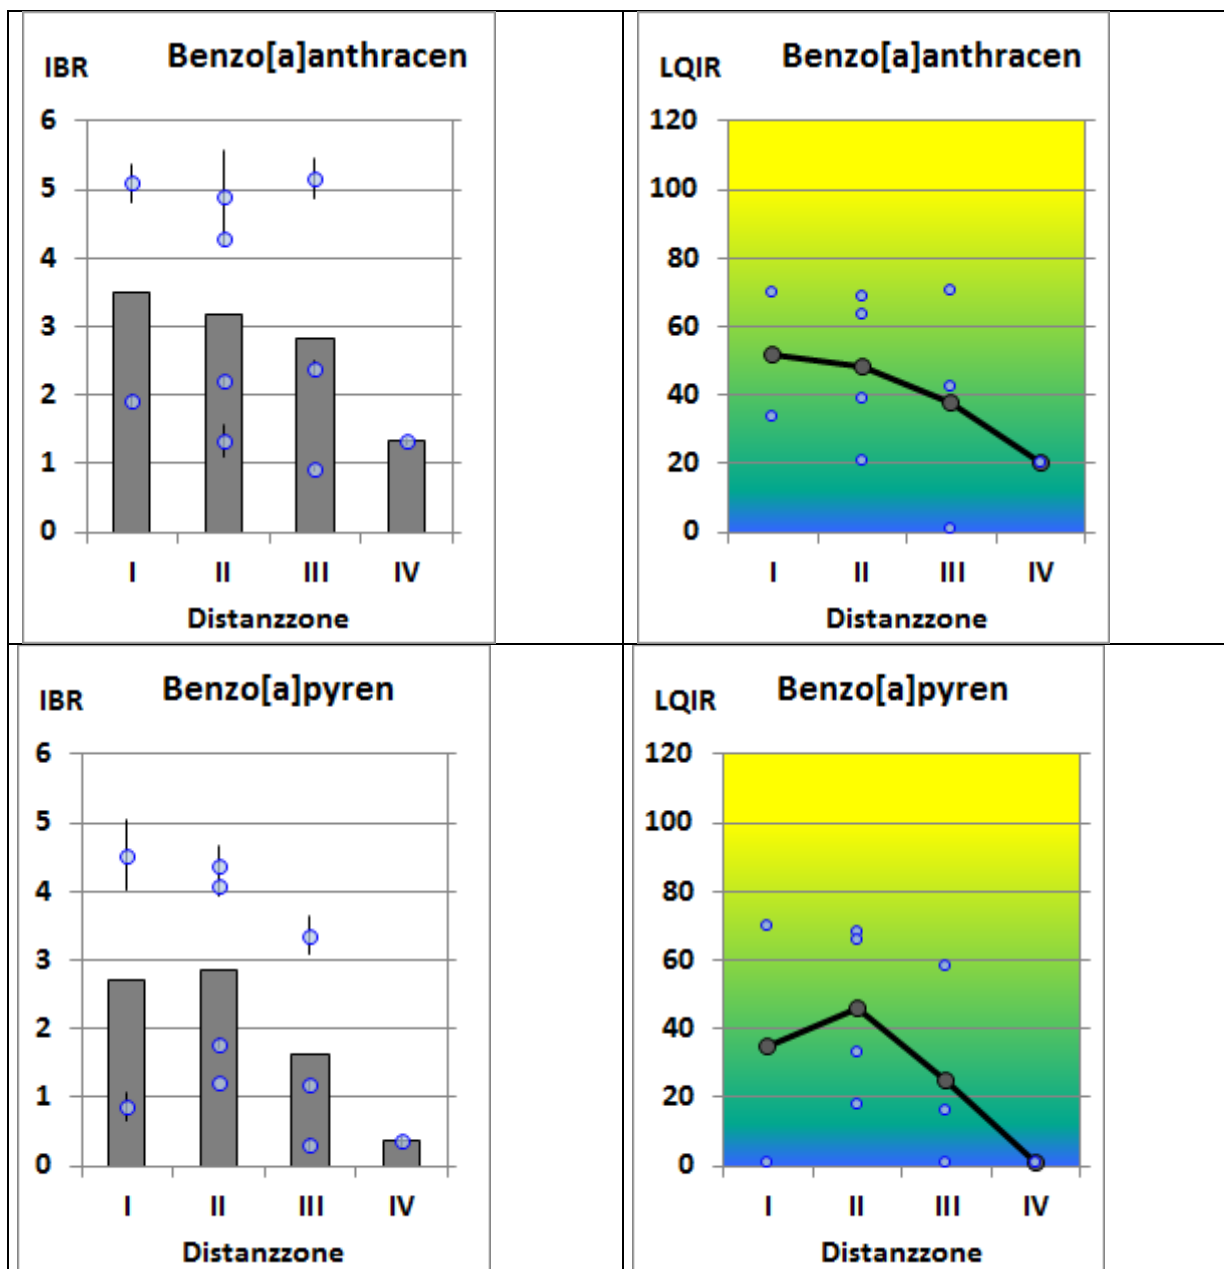 IBR Benzo[a]anthracen
6
5
4
3
2
1
0
I II III IV
Distanzzone
LQIR Benzo[a]anthracen
120
100
80
60
40
20
0
I II III IV
Distanzzone
IBR Benzo[a]pyren
6
5
4
3
2
1
0
I II III IV
Distanzzone
LQIR Benzo[a]pyren
120
100
80
60
40
20
0
I II III IV
Distanzzone